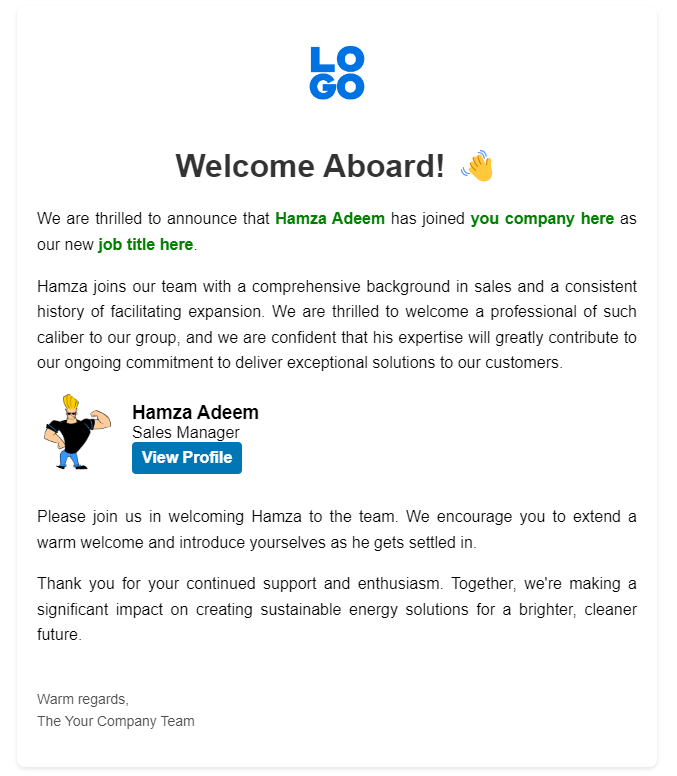 LO
GO
Welcome Aboard! 👋
We are thrilled to announce that Hamza Adeem has joined you company here as
our new job title here.
Hamza joins our team with a comprehensive background in sales and a consistent
history of facilitating expansion. We are thrilled to welcome a professional of such
caliber to our group, and we are confident that his expertise will greatly contribute to
our ongoing commitment to deliver exceptional solutions to our customers.
Hamza Adeem
Sales Manager
View Profile
Please join us in welcoming Hamza to the team. We encourage you to extend a
warm welcome and introduce yourselves as he gets settled in.
Thank you for your continued support and enthusiasm. Together, we're making a
significant impact on creating sustainable energy solutions for a brighter, cleaner
future.
Warm regards,
The Your Company Team